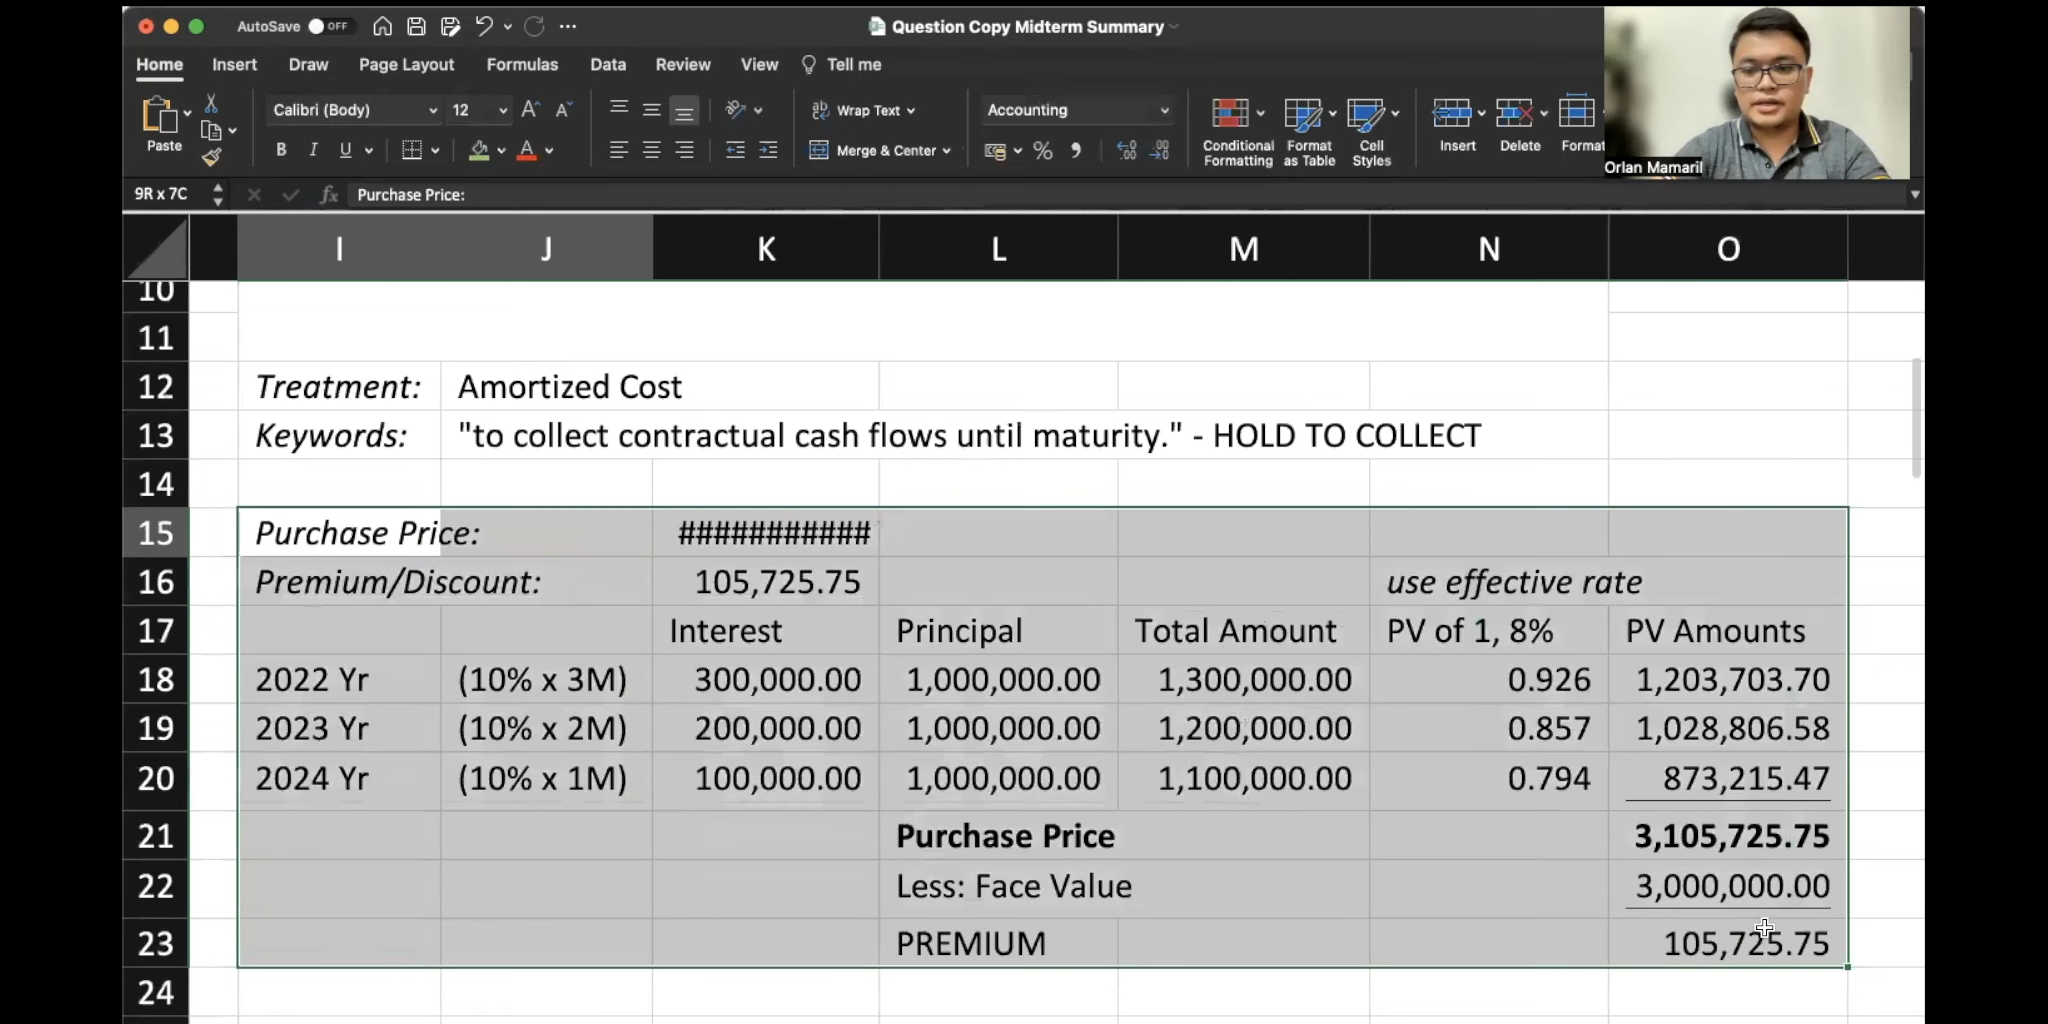 AutoSave OFF Question Copy Midterm Summary
Home Insert Draw Page Layout Formulas Data Review View Tell me
Paste Calibri (Body) 12 A A Wrap Text Accounting
B I U A Merge & Center % 9 .00 Conditional Formatting Format as Table Cell Styles Insert Delete Format
Orlan Mamaril
9R x 7C fx Purchase Price:
I J K L M N O
10
11
12 Treatment: Amortized Cost
13 Keywords: "to collect contractual cash flows until maturity." - HOLD TO COLLECT
14
15 Purchase Price: ###########
16 Premium/Discount: 105,725.75 use effective rate
17 Interest Principal Total Amount PV of 1, 8% PV Amounts
18 2022 Yr (10% x 3M) 300,000.00 1,000,000.00 1,300,000.00 0.926 1,203,703.70
19 2023 Yr (10% x 2M) 200,000.00 1,000,000.00 1,200,000.00 0.857 1,028,806.58
20 2024 Yr (10% x 1M) 100,000.00 1,000,000.00 1,100,000.00 0.794 873,215.47
21 Purchase Price 3,105,725.75
22 Less: Face Value 3,000,000.00
23 PREMIUM 105,725.75
24